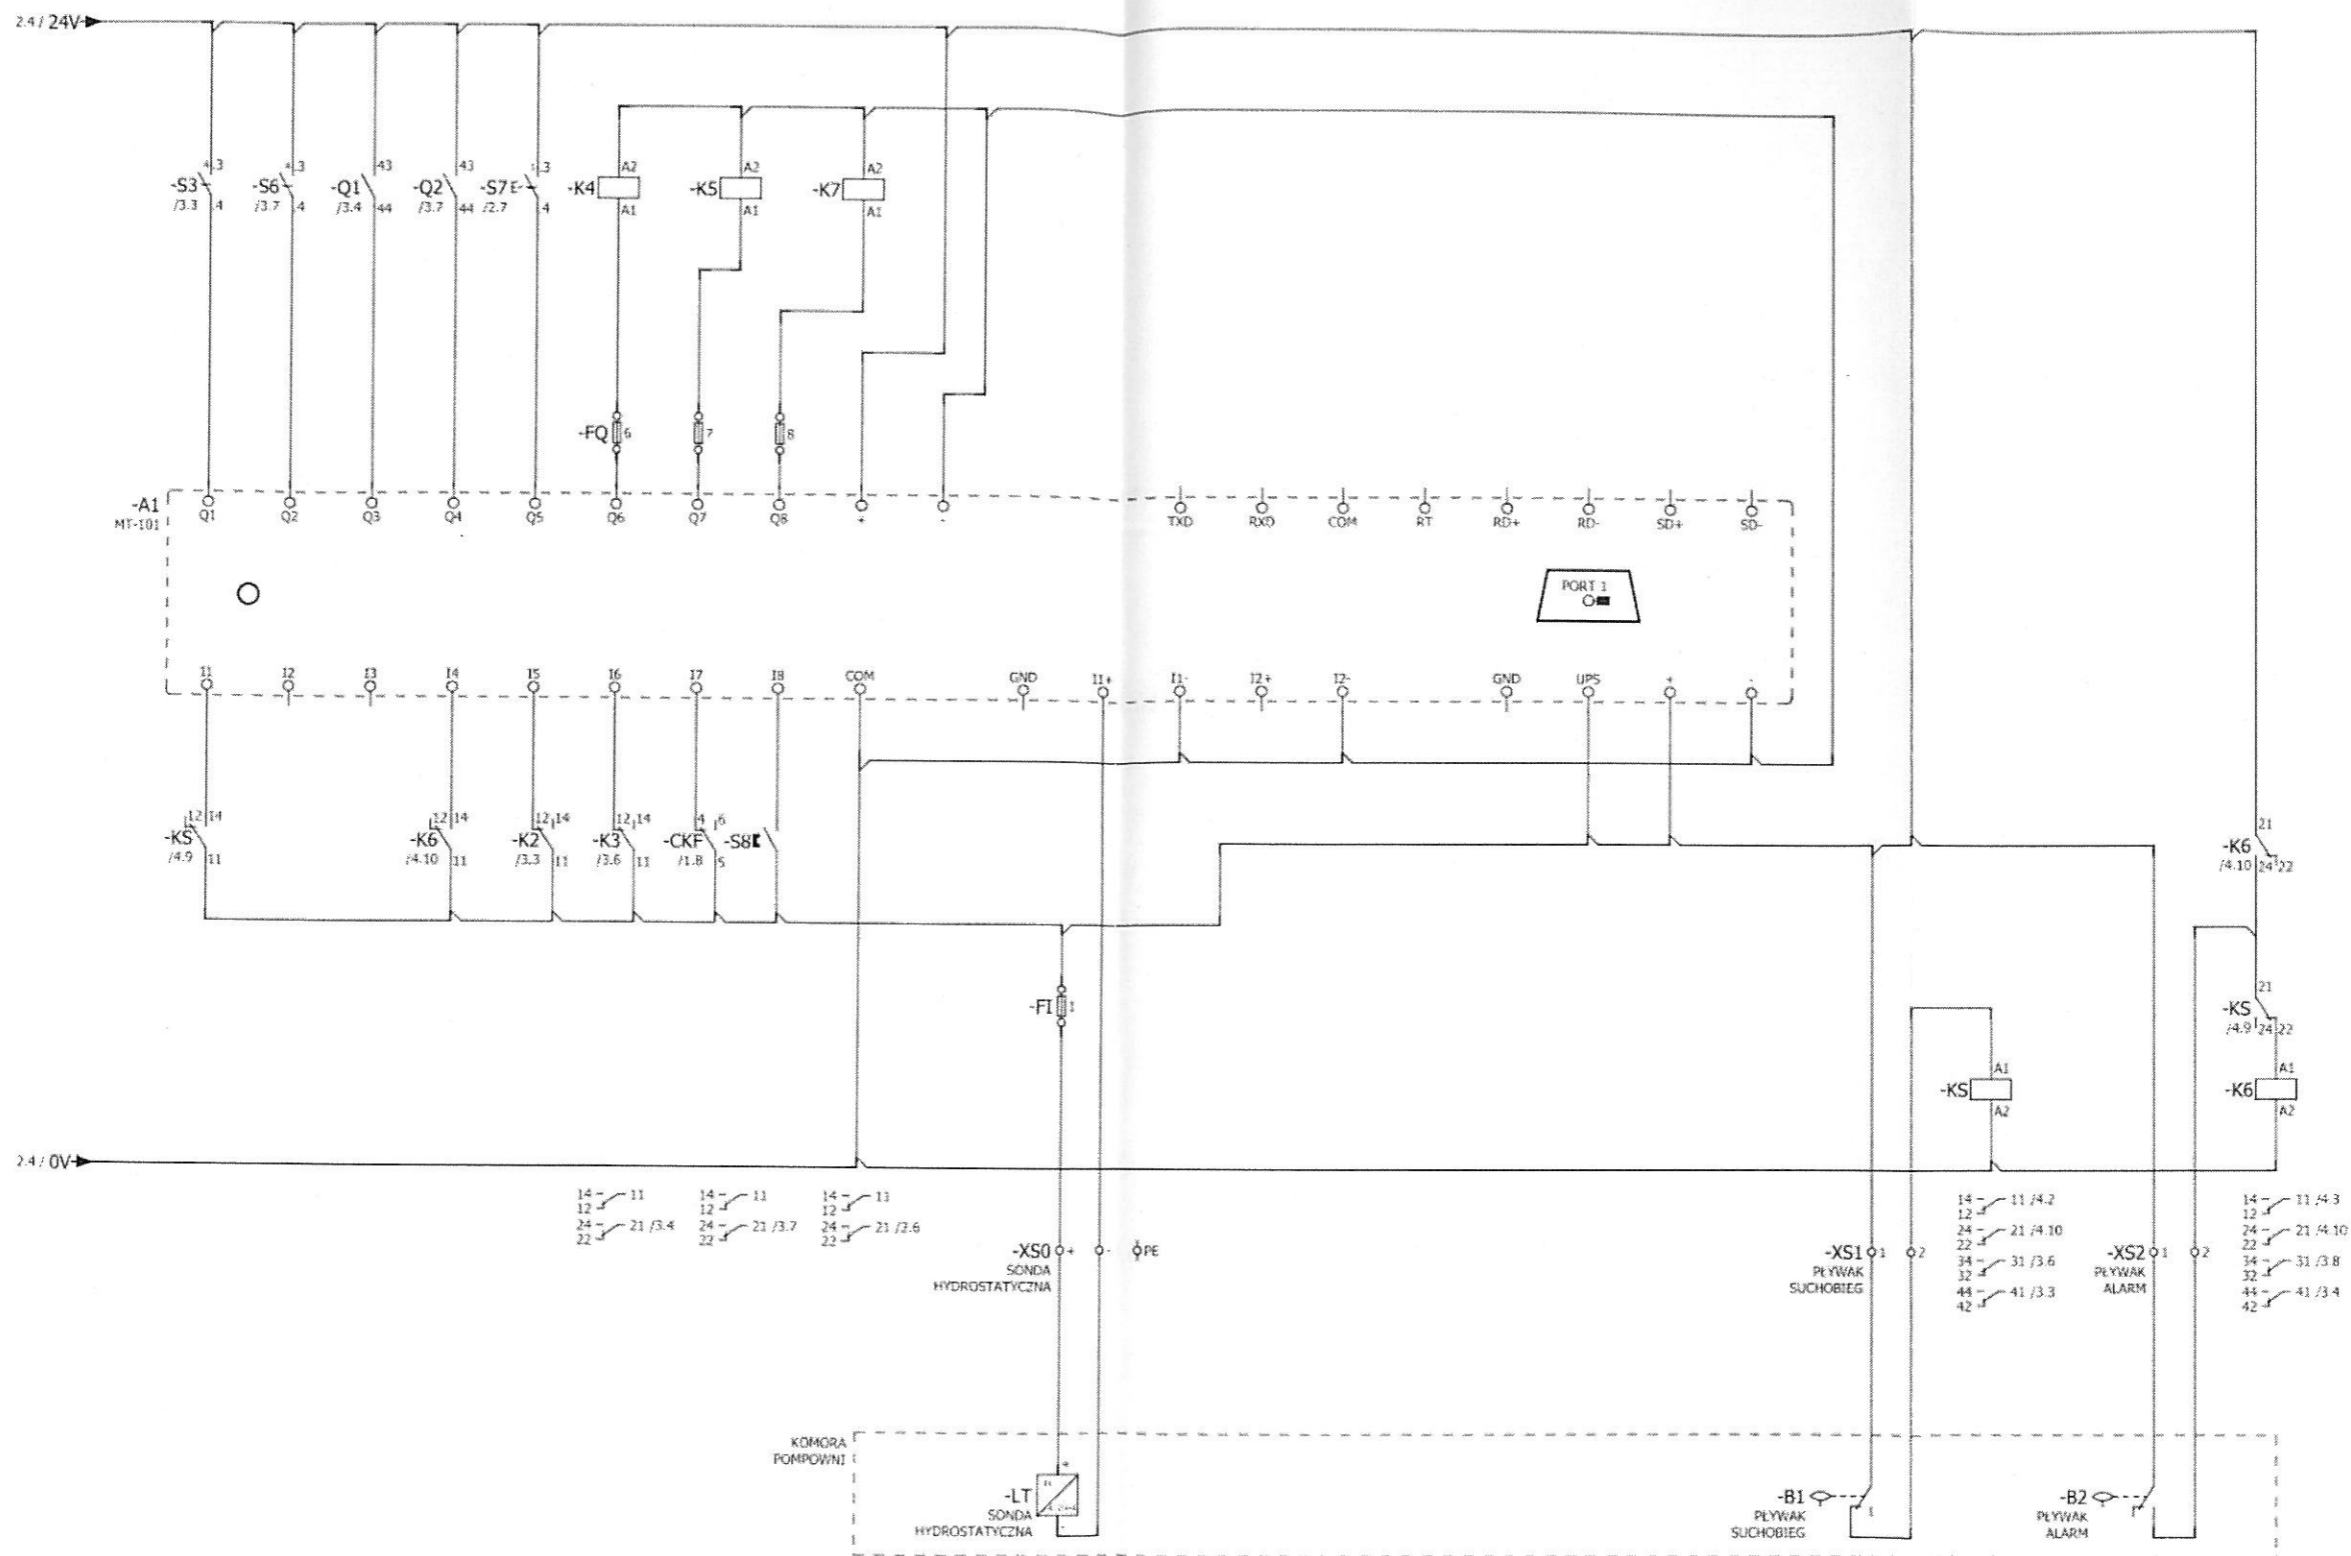 2.4 / 24V
-S3
/3.3
4
-S6
/3.7
4
-Q1
/3.4
43
44
-Q2
/3.7
43
44
-S7
/2.7
4
-K4
A2
A1
-K5
A2
A1
-K7
A2
A1
-FQ
6
7
8
-A1
MT-101
Q1 Q2 Q3 Q4 Q5 Q6 Q7 Q8 + -
TXD RXD COM RT RD+ RD- SD+ SD-
PORT 1
I1 I2 I3 I4 I5 I6 I7 I8 COM GND I1+ I1- I2+ I2- GND UPS + -
-KS
/4.9
12 14
11
-K6
/4.10
12 14
11
-K2
/3.3
12 14
11
-K3
/3.6
12 14
11
-CKF
/1.8
4 6
5
-S8
-K6
/4.10
21
24 22
-FI
1
-KS
/4.9
21
24 22
-KS
A1
A2
-K6
A1
A2
2.4 / 0V
14 11
12
24 21 /3.4
22
14 11
12
24 21 /3.7
22
14 11
12
24 21 /2.6
22
-XS0 + - PE
SONDA
HYDROSTATYCZNA
-XS1 1 2
PŁYWAK
SUCHOBIEG
14 11 /4.2
12
24 21 /4.10
22
34 31 /3.6
32
44 41 /3.3
42
-XS2 1 2
PŁYWAK
ALARM
14 11 /4.3
12
24 21 /4.10
22
34 31 /3.8
32
44 41 /3.4
42
KOMORA
POMPOWNI
-LT
+
-
SONDA
HYDROSTATYCZNA
-B1
PŁYWAK
SUCHOBIEG
-B2
PŁYWAK
ALARM